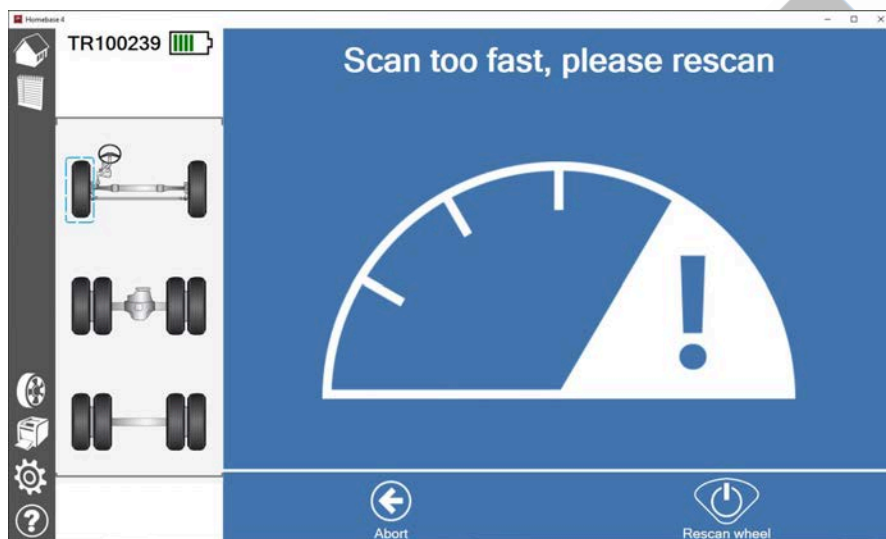 Homebase 4
TR100239
Scan too fast, please rescan
!
Abort
Rescan wheel
?